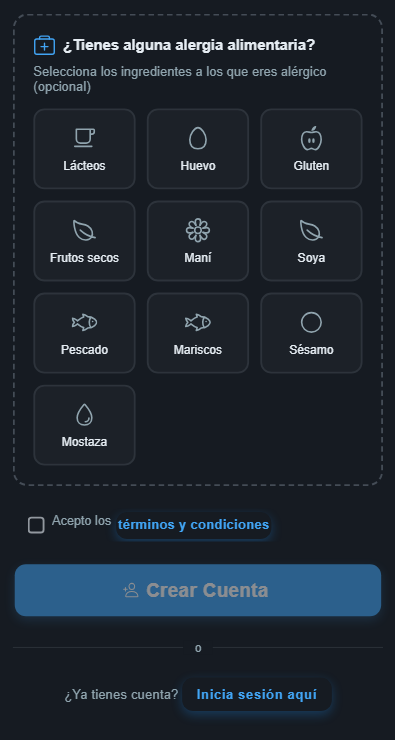 ¿Tienes alguna alergia alimentaria?
Selecciona los ingredientes a los que eres alérgico
(opcional)
Lácteos
Huevo
Gluten
Frutos secos
Maní
Soya
Pescado
Mariscos
Sésamo
Mostaza
Acepto los términos y condiciones
Crear Cuenta
o
¿Ya tienes cuenta? Inicia sesión aquí